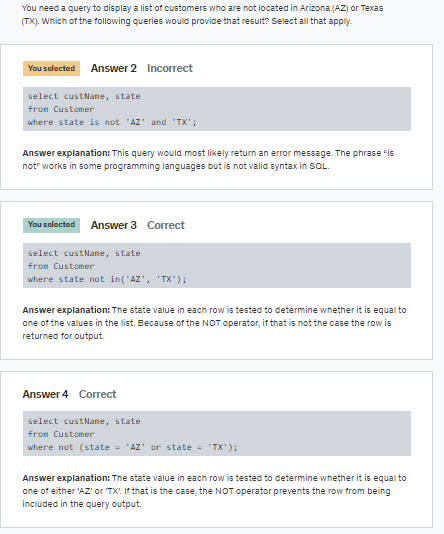 You need a query to display a list of customers who are not located in Arizona (AZ) or Texas
(TX). Which of the following queries would provide that result? Select all that apply.
You selected Answer 2 Incorrect
select custName, state
from Customer
where state is not 'AZ' and 'TX';
Answer explanation: This query would most likely return an error message. The phrase "is
not" works in some programming languages but is not valid syntax in SQL.
You selected Answer 3 Correct
select custName, state
from Customer
where state not in('AZ', 'TX');
Answer explanation: The state value in each row is tested to determine whether it is equal to
one of the values in the list. Because of the NOT operator, if that is not the case the row is
returned for output.
Answer 4 Correct
select custName, state
from Customer
where not (state = 'AZ' or state = 'TX');
Answer explanation: The state value in each row is tested to determine whether it is equal to
one of either 'AZ' or 'TX'. If that is the case, the NOT operator prevents the row from being
included in the query output.